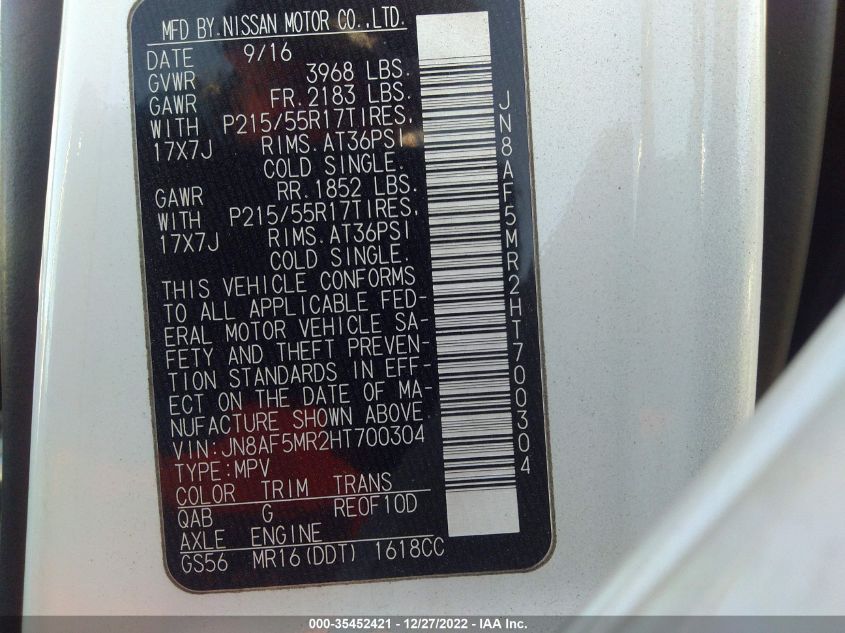 MFD BY.NISSAN MOTOR CO.,LTD.
DATE 9/16
GVWR 3968 LBS.
GAWR FR.2183 LBS.
WITH P215/55R17TIRES,
17X7J RIMS.AT36PSI
COLD SINGLE.
GAWR RR.1852 LBS.
WITH P215/55R17TIRES,
17X7J RIMS.AT36PSI
COLD SINGLE.
THIS VEHICLE CONFORMS
TO ALL APPLICABLE FED-
ERAL MOTOR VEHICLE SA-
FETY AND THEFT PREVEN-
TION STANDARDS IN EFF-
ECT ON THE DATE OF MA-
NUFACTURE SHOWN ABOVE
VIN:JN8AF5MR2HT700304
TYPE:MPV
COLOR TRIM TRANS
QAB G RE0F10D
AXLE ENGINE
GS56 MR16(DDT) 1618CC
JN8AF5MR2HT700304
000-35452421 - 12/27/2022 - IAA Inc.